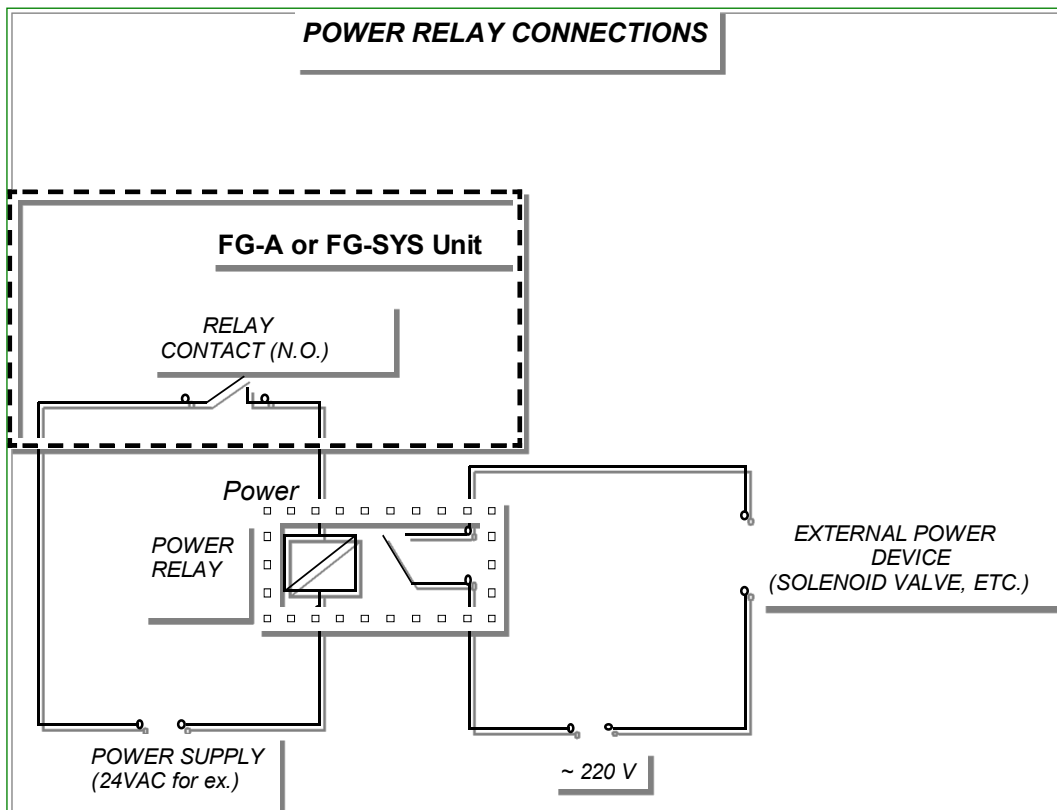 POWER RELAY CONNECTIONS
FG-A or FG-SYS Unit
RELAY
CONTACT (N.O.)
Power
POWER
RELAY
EXTERNAL POWER
DEVICE
(SOLENOID VALVE, ETC.)
POWER SUPPLY
(24VAC for ex.)
~ 220 V